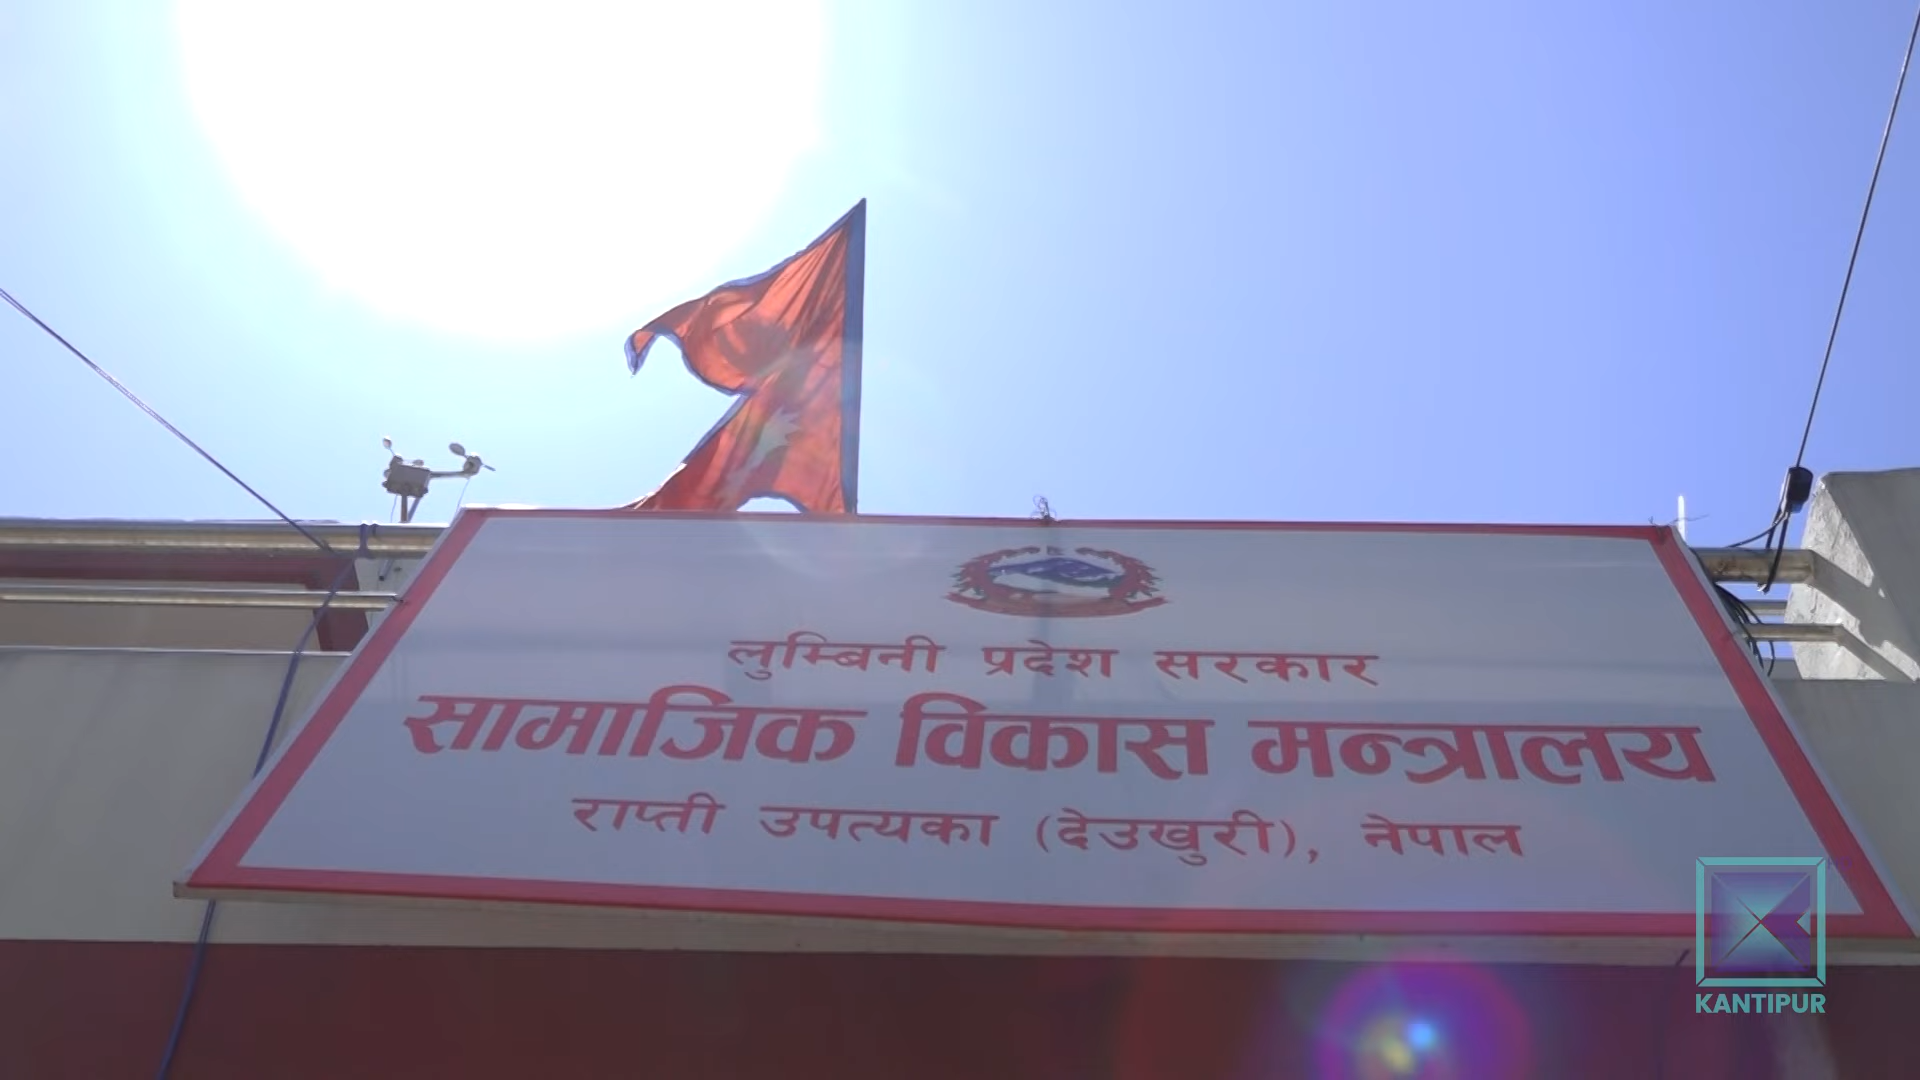 लुम्बिनी प्रदेश सरकार
सामाजिक विकास मन्त्रालय
राप्ती उपत्यका (देउखुरी), नेपाल
KANTIPUR